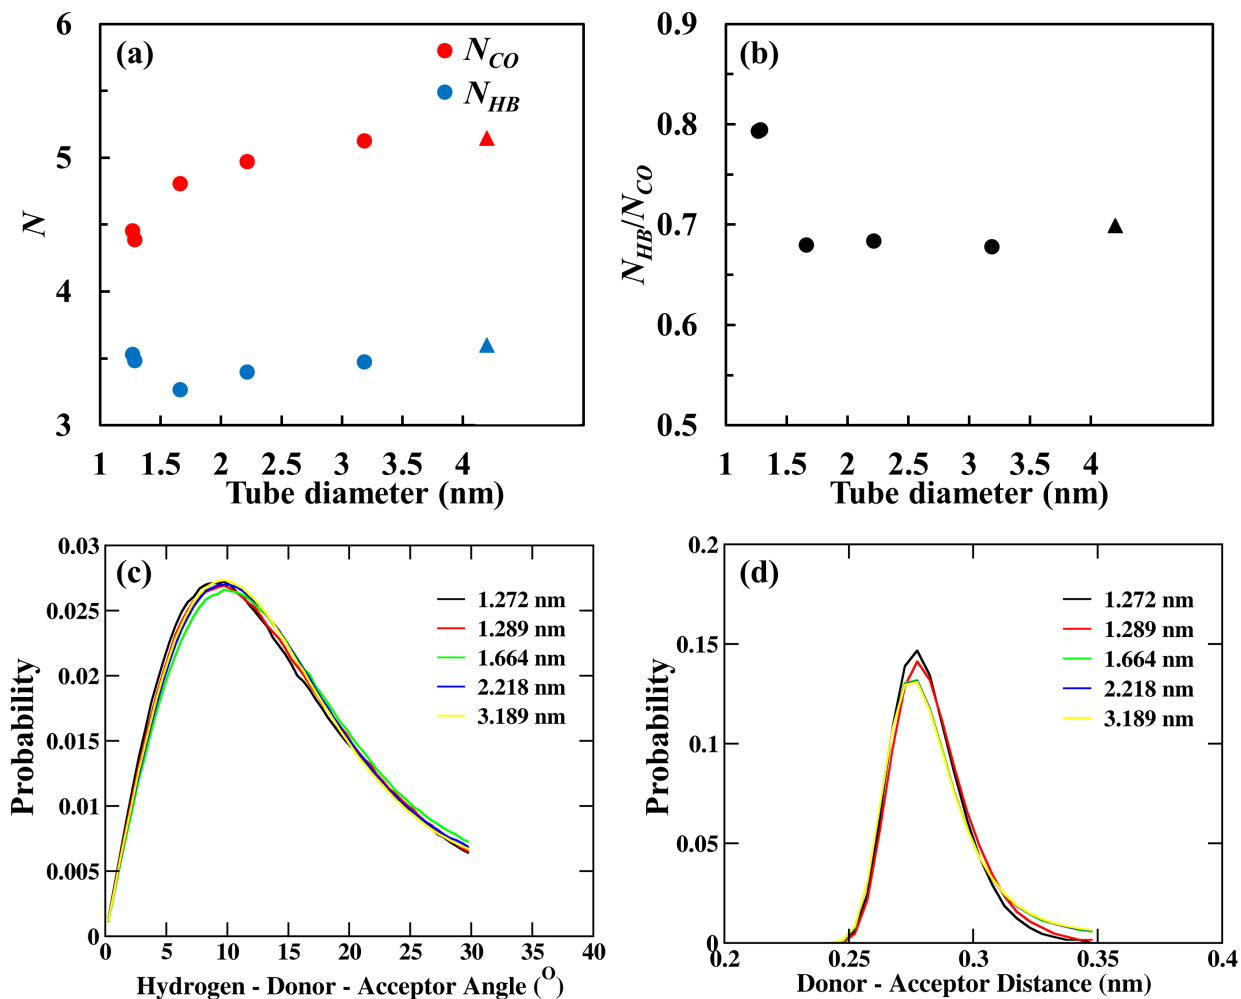 (a)
N_CO
N_HB
6
5
4
3
N
1 1.5 2 2.5 3 3.5 4
Tube diameter (nm)
(b)
0.9
0.8
0.7
0.6
0.5
N_HB/N_CO
1 1.5 2 2.5 3 3.5 4
Tube diameter (nm)
(c)
1.272 nm
1.289 nm
1.664 nm
2.218 nm
3.189 nm
0.03
0.025
0.02
0.015
0.01
0.005
0
Probability
0 5 10 15 20 25 30 35 40
Hydrogen - Donor - Acceptor Angle (O)
(d)
1.272 nm
1.289 nm
1.664 nm
2.218 nm
3.189 nm
0.2
0.15
0.1
0.05
0
Probability
0.2 0.25 0.3 0.35 0.4
Donor - Acceptor Distance (nm)